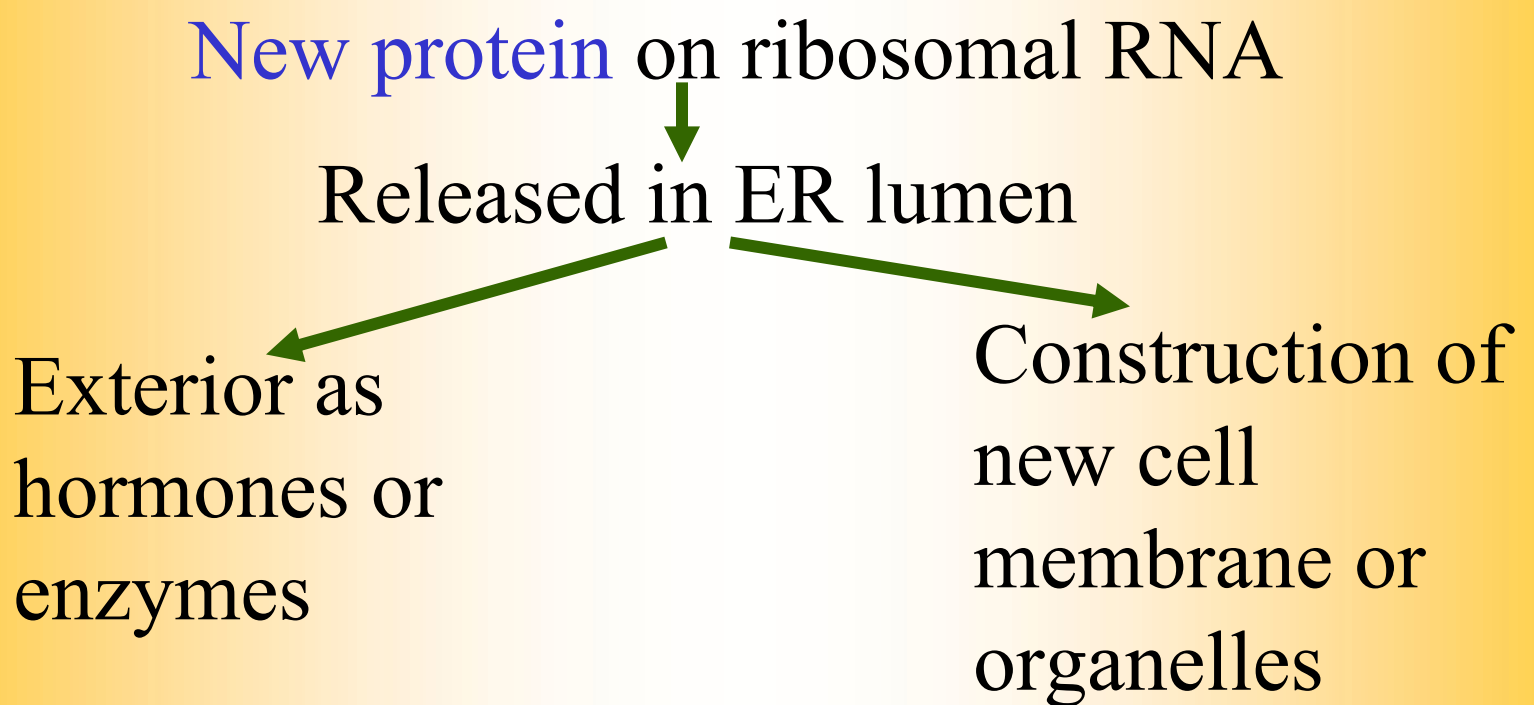 New protein on ribosomal RNA
Released in ER lumen
Exterior as
hormones or
enzymes
Construction of
new cell
membrane or
organelles